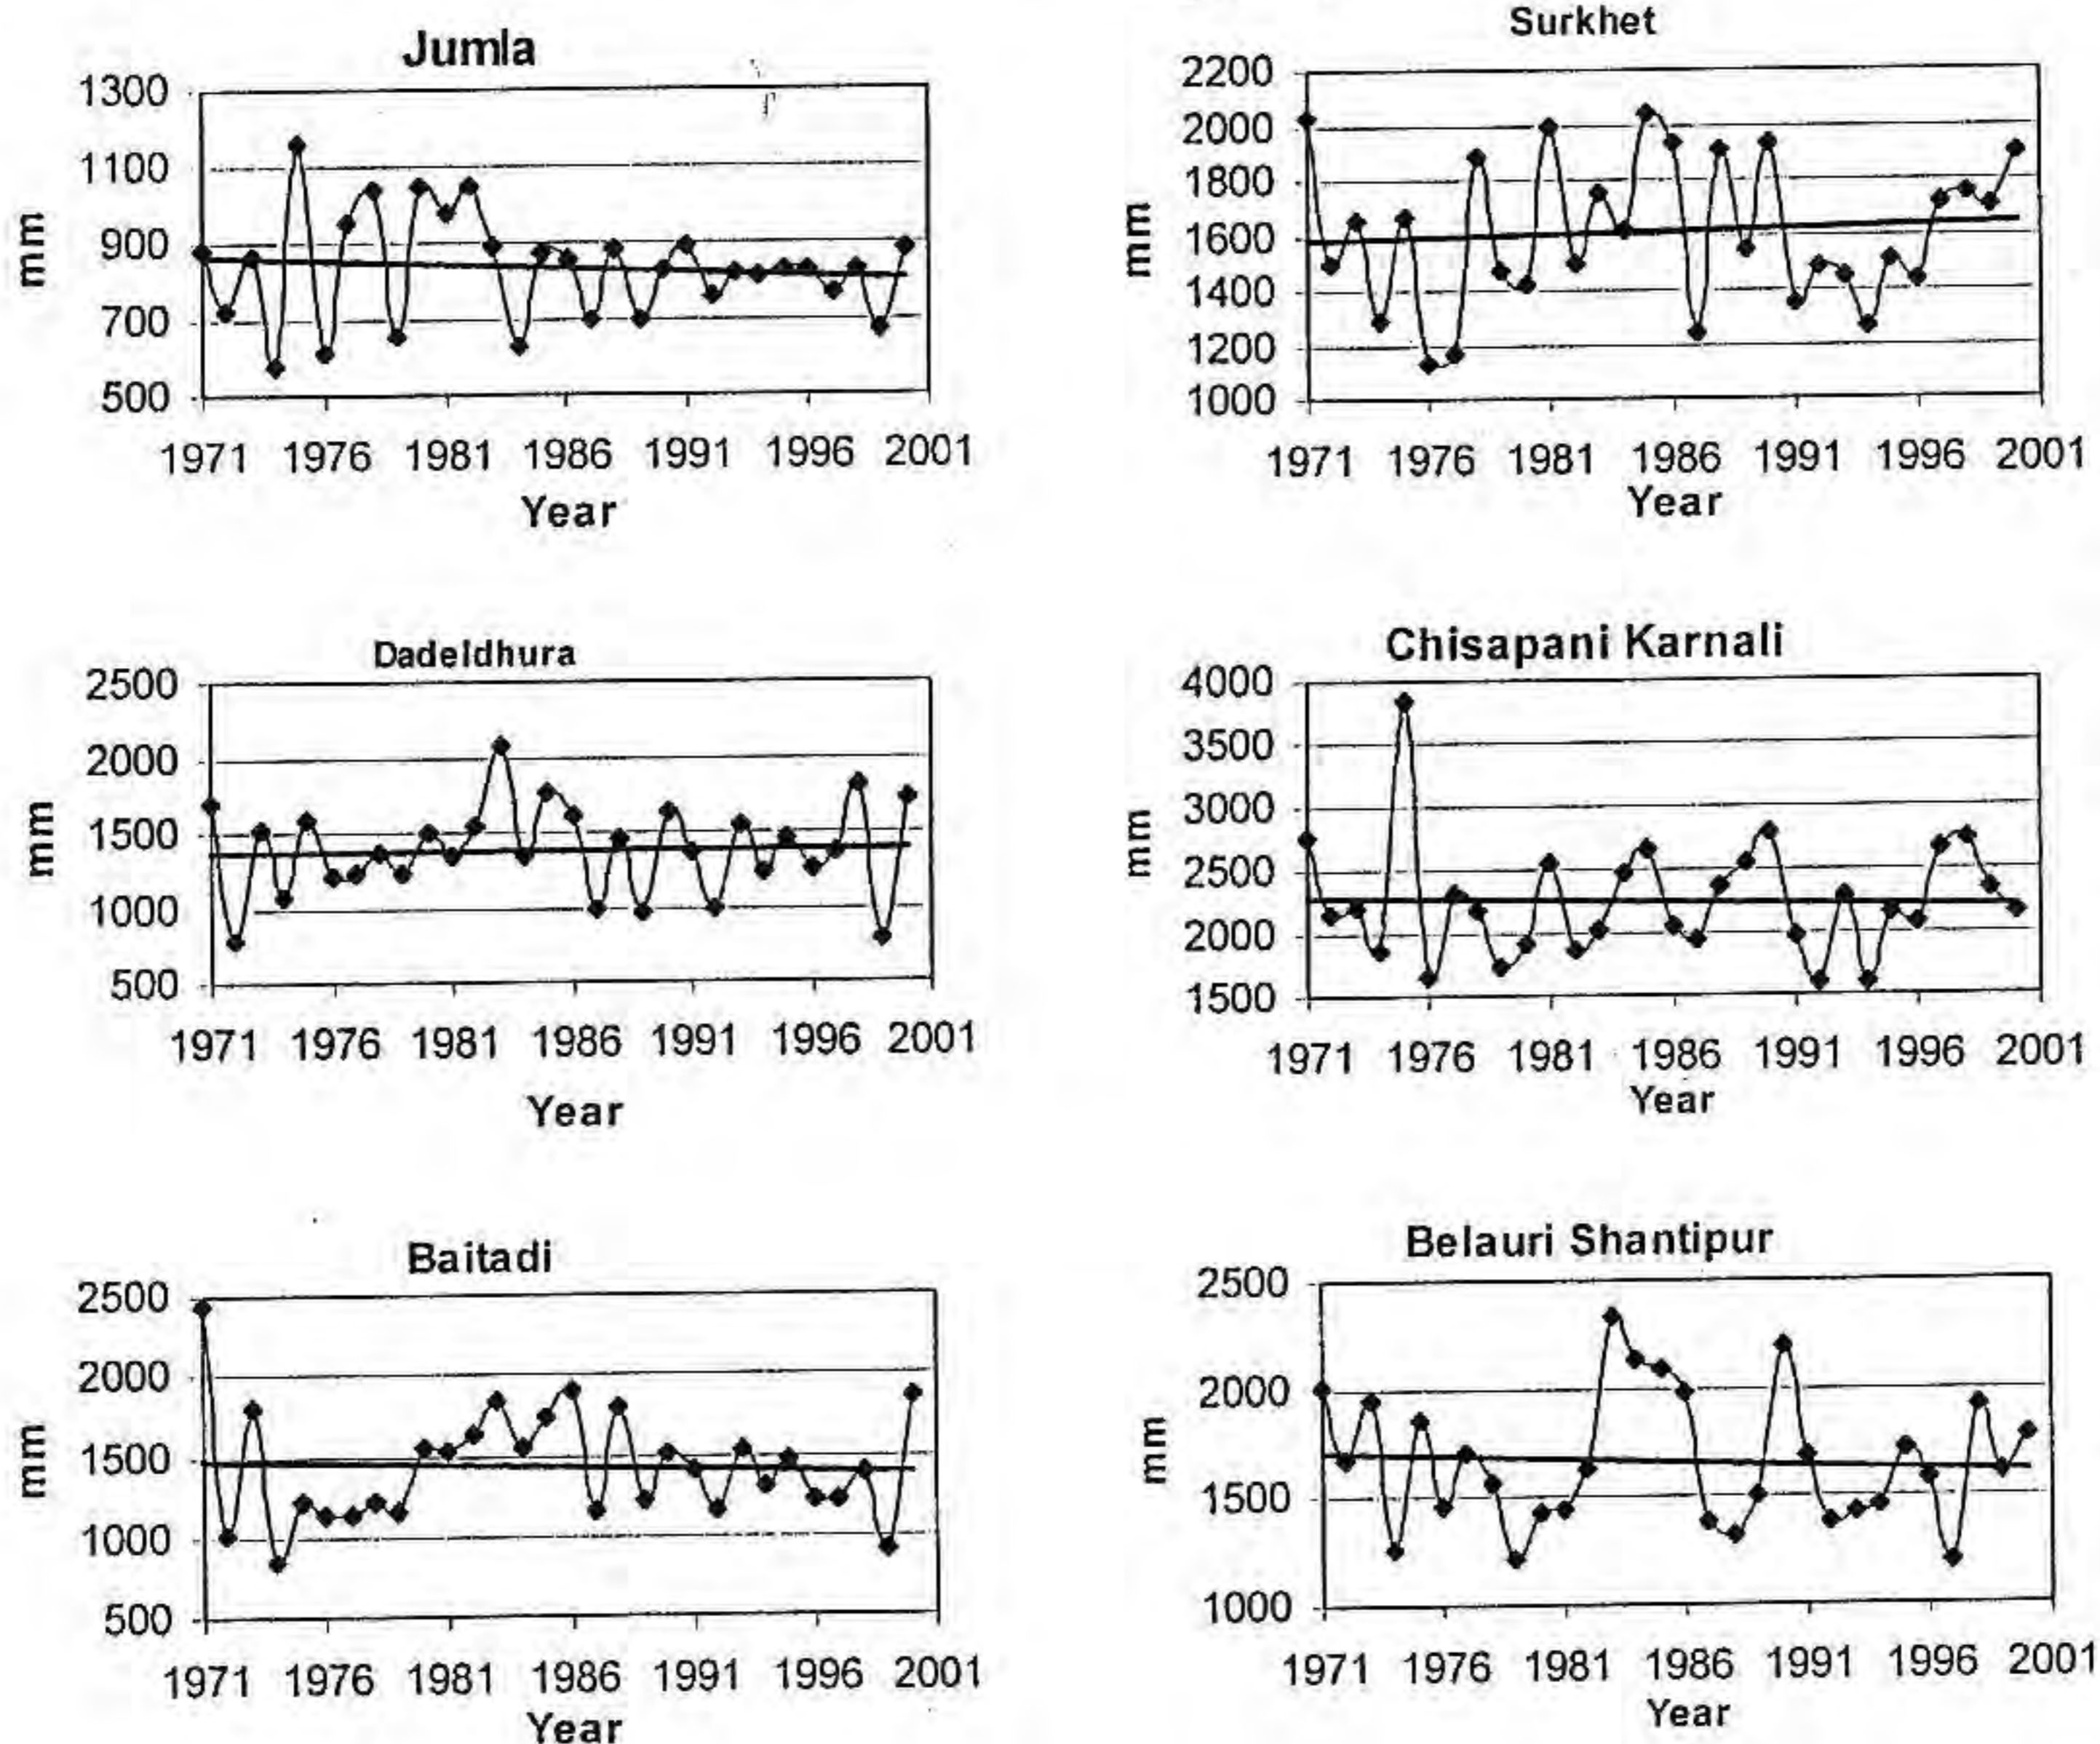 Jumla
1300
1100
900
700
500
mm
1971 1976 1981 1986 1991 1996 2001
Year
Surkhet
2200
2000
1800
1600
1400
1200
1000
mm
1971 1976 1981 1986 1991 1996 2001
Year
Dadeldhura
2500
2000
1500
1000
500
mm
1971 1976 1981 1986 1991 1996 2001
Year
Chisapani Karnali
4000
3500
3000
2500
2000
1500
mm
1971 1976 1981 1986 1991 1996 2001
Year
Baitadi
2500
2000
1500
1000
500
mm
1971 1976 1981 1986 1991 1996 2001
Year
Belauri Shantipur
2500
2000
1500
1000
mm
1971 1976 1981 1986 1991 1996 2001
Year